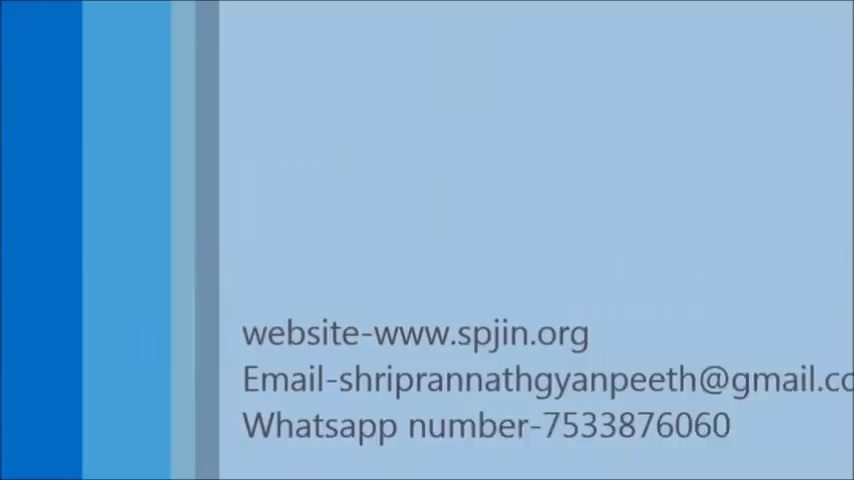 website-www.spjin.org
Email-shriprannathgyanpeeth@gmail.co
Whatsapp number-7533876060